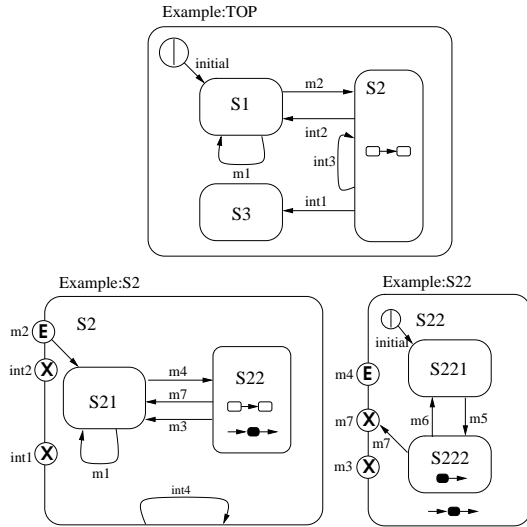 Example:TOP
initial
m2
S1
S2
int2
int3
m1
S3
int1
Example:S2
m2
E
S2
int2
X
m4
S22
m7
S21
m3
int1
X
m1
int4
Example:S22
S22
initial
m4
E
S221
m7
X
m6
m5
m7
m3
X
S222